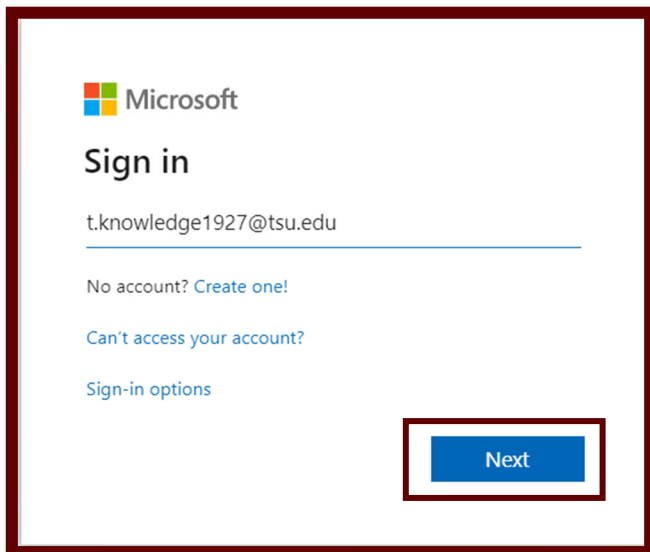 Microsoft
Sign in
t.knowledge1927@tsu.edu
No account? Create one!
Can't access your account?
Sign-in options
Next